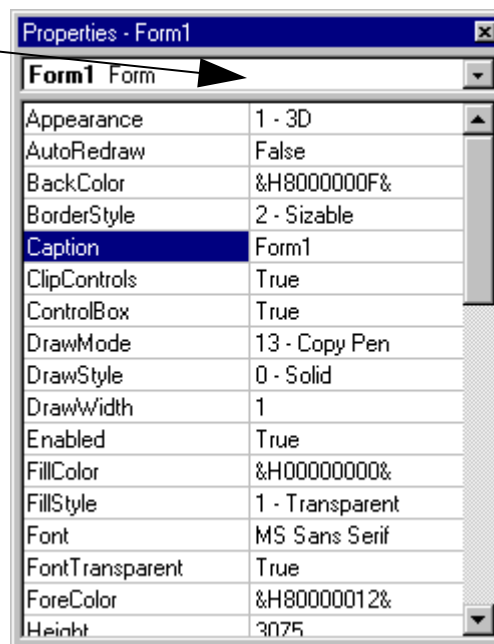 Properties - Form1
Form1 Form
Appearance 1 - 3D
AutoRedraw False
BackColor &H8000000F&
BorderStyle 2 - Sizable
Caption Form1
ClipControls True
ControlBox True
DrawMode 13 - Copy Pen
DrawStyle 0 - Solid
DrawWidth 1
Enabled True
FillColor &H00000000&
FillStyle 1 - Transparent
Font MS Sans Serif
FontTransparent True
ForeColor &H80000012&
Height 3075